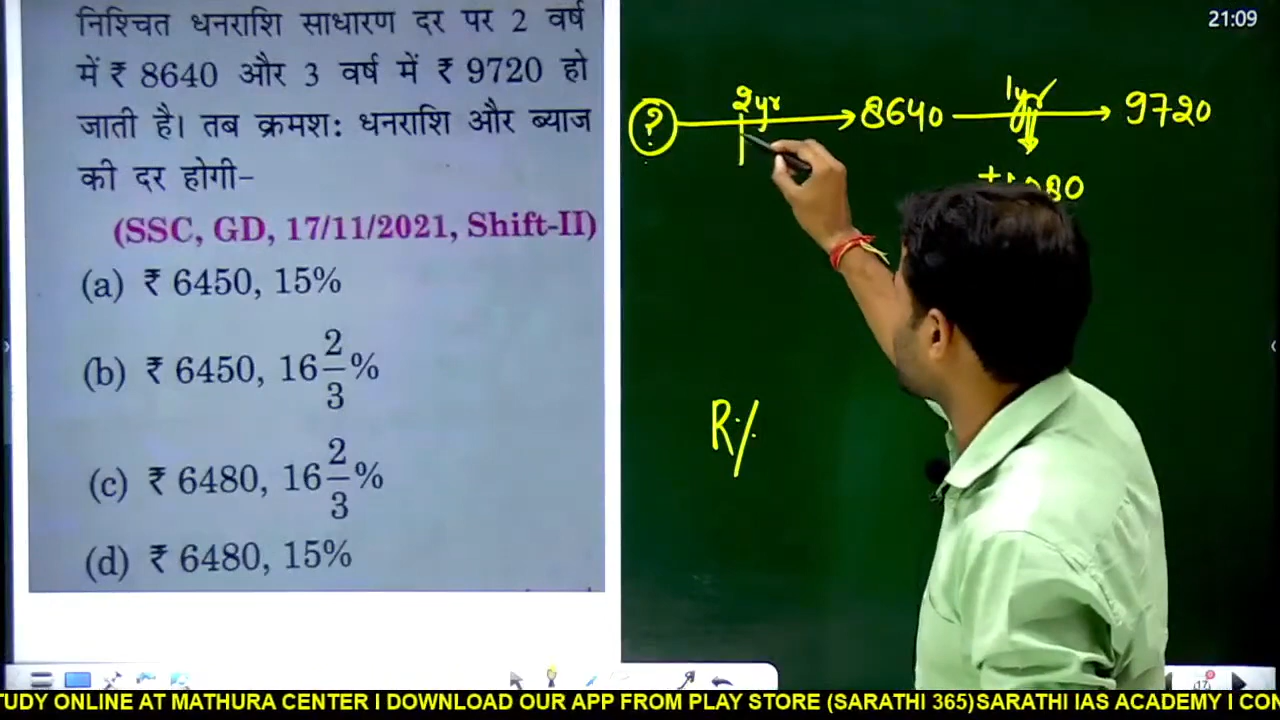 21:09
निश्चित धनराशि साधारण दर पर 2 वर्ष
में ₹ 8640 और 3 वर्ष में ₹ 9720 हो
जाती है। तब क्रमश: धनराशि और ब्याज
की दर होगी–
(SSC, GD, 17/11/2021, Shift-II)
(a) ₹ 6450, 15%
(b) ₹ 6450, 16 2/3 %
(c) ₹ 6480, 16 2/3 %
(d) ₹ 6480, 15%
? 2yr 8640 1yr 9720
R%
TUDY ONLINE AT MATHURA CENTER I DOWNLOAD OUR APP FROM PLAY STORE (SARATHI 365)SARATHI IAS ACADEMY I CON